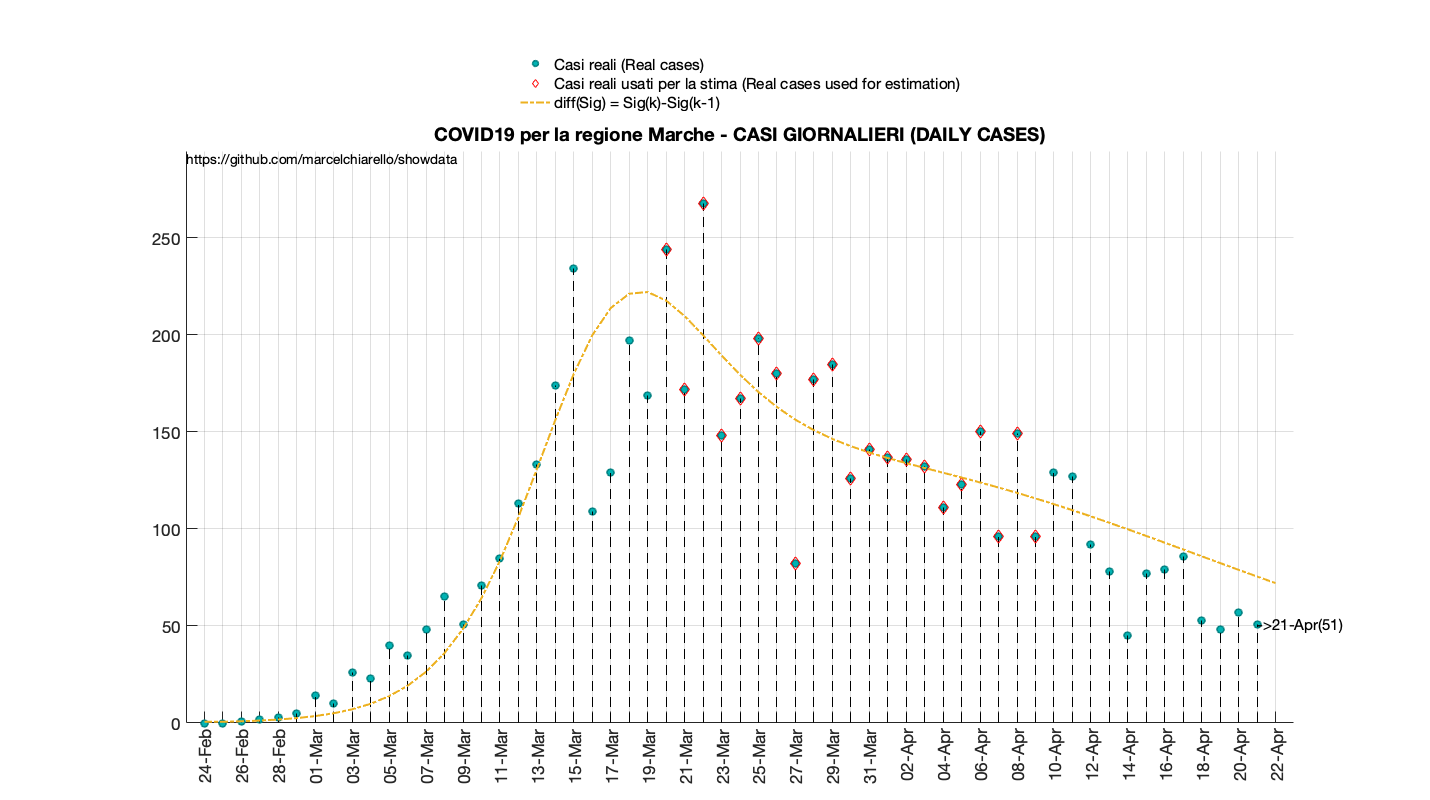 Casi reali (Real cases)
Casi reali usati per la stima (Real cases used for estimation)
diff(Sig) = Sig(k)-Sig(k-1)
COVID19 per la regione Marche - CASI GIORNALIERI (DAILY CASES)
https://github.com/marcelchiarello/showdata
250
200
150
100
50
0
->21-Apr(51)
24-Feb
26-Feb
28-Feb
01-Mar
03-Mar
05-Mar
07-Mar
09-Mar
11-Mar
13-Mar
15-Mar
17-Mar
19-Mar
21-Mar
23-Mar
25-Mar
27-Mar
29-Mar
31-Mar
02-Apr
04-Apr
06-Apr
08-Apr
10-Apr
12-Apr
14-Apr
16-Apr
18-Apr
20-Apr
22-Apr